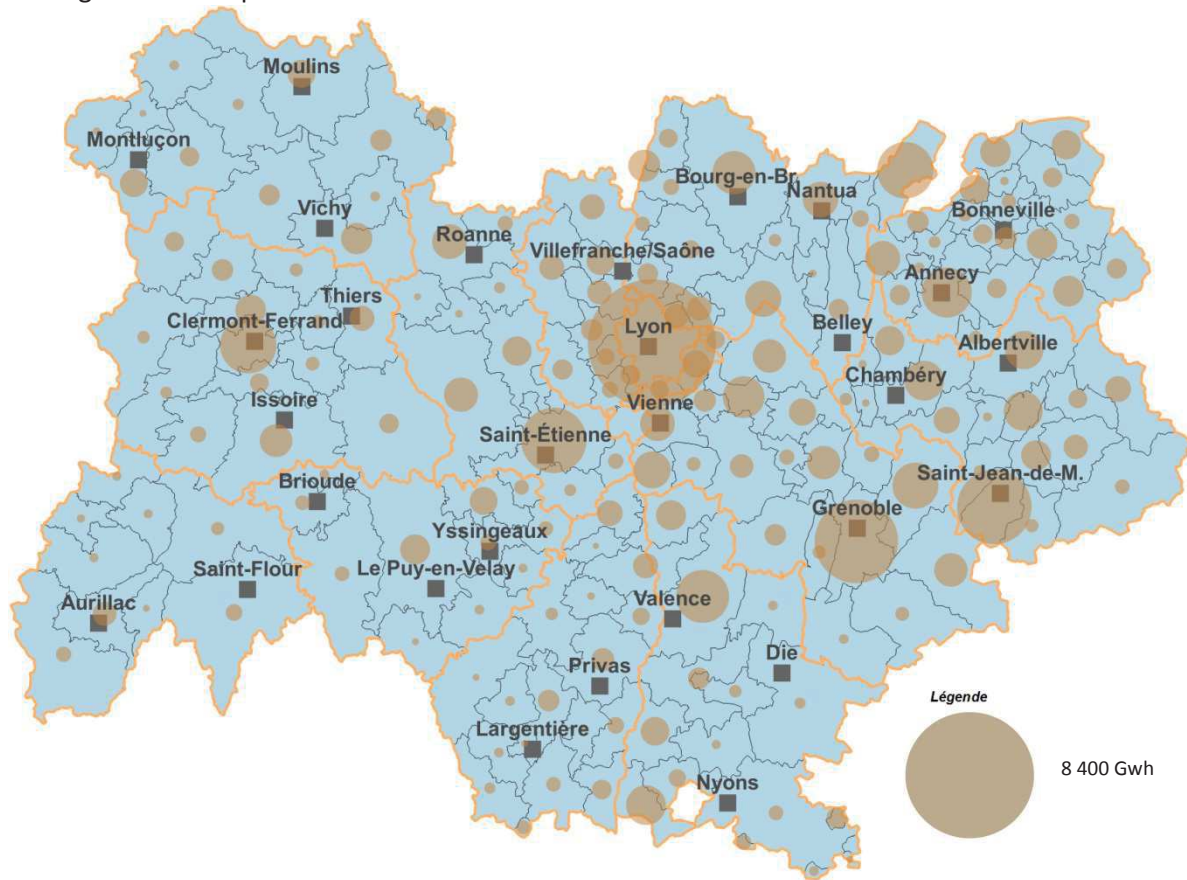 Moulins
Montluçon
Bourg-en-Br.
Nantua
Vichy
Roanne
Bonneville
Villefranche/Saône
Annecy
Thiers
Clermont-Ferrand
Lyon
Belley
Albertville
Chambéry
Issoire
Vienne
Saint-Étienne
Saint-Jean-de-M.
Brioude
Grenoble
Yssingeaux
Saint-Flour
Le Puy-en-Velay
Aurillac
Valence
Privas
Die
Légende
Largentière
8 400 Gwh
Nyons